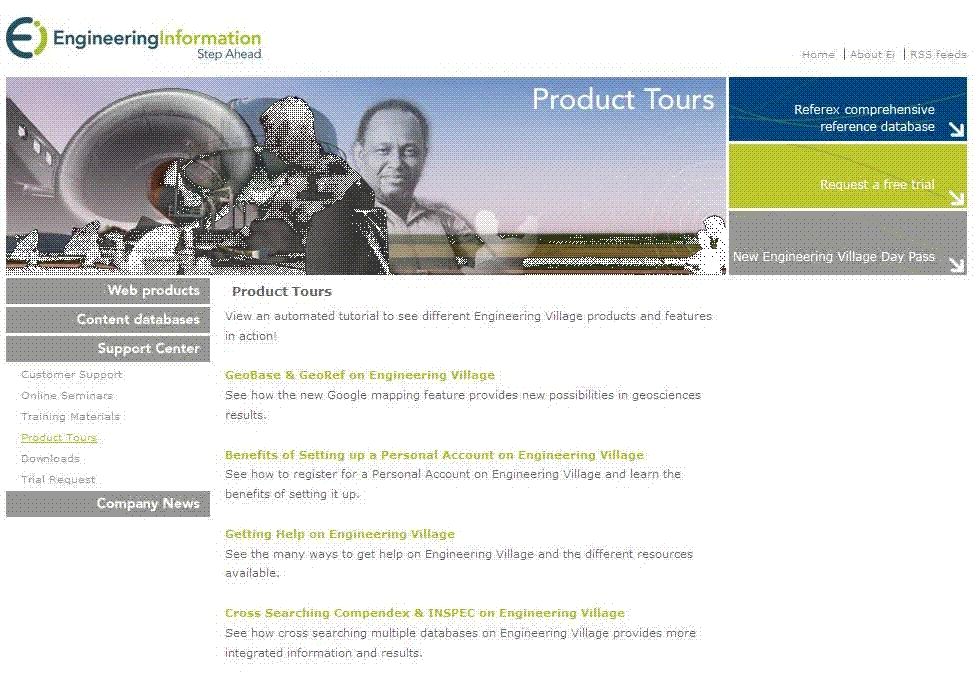 EngineeringInformation
Step Ahead
Home | About Ei | RSS feeds
Product Tours
Referex comprehensive
reference database
Request a free trial
New Engineering Village Day Pass
Web products
Content databases
Support Center
Customer Support
Online Seminars
Training Materials
Product Tours
Downloads
Trial Request
Company News
Product Tours
View an automated tutorial to see different Engineering Village products and features
in action!
GeoBase & GeoRef on Engineering Village
See how the new Google mapping feature provides new possibilities in geosciences
results.
Benefits of Setting up a Personal Account on Engineering Village
See how to register for a Personal Account on Engineering Village and learn the
benefits of setting it up.
Getting Help on Engineering Village
See the many ways to get help on Engineering Village and the different resources
available.
Cross Searching Compendex & INSPEC on Engineering Village
See how cross searching multiple databases on Engineering Village provides more
integrated information and results.